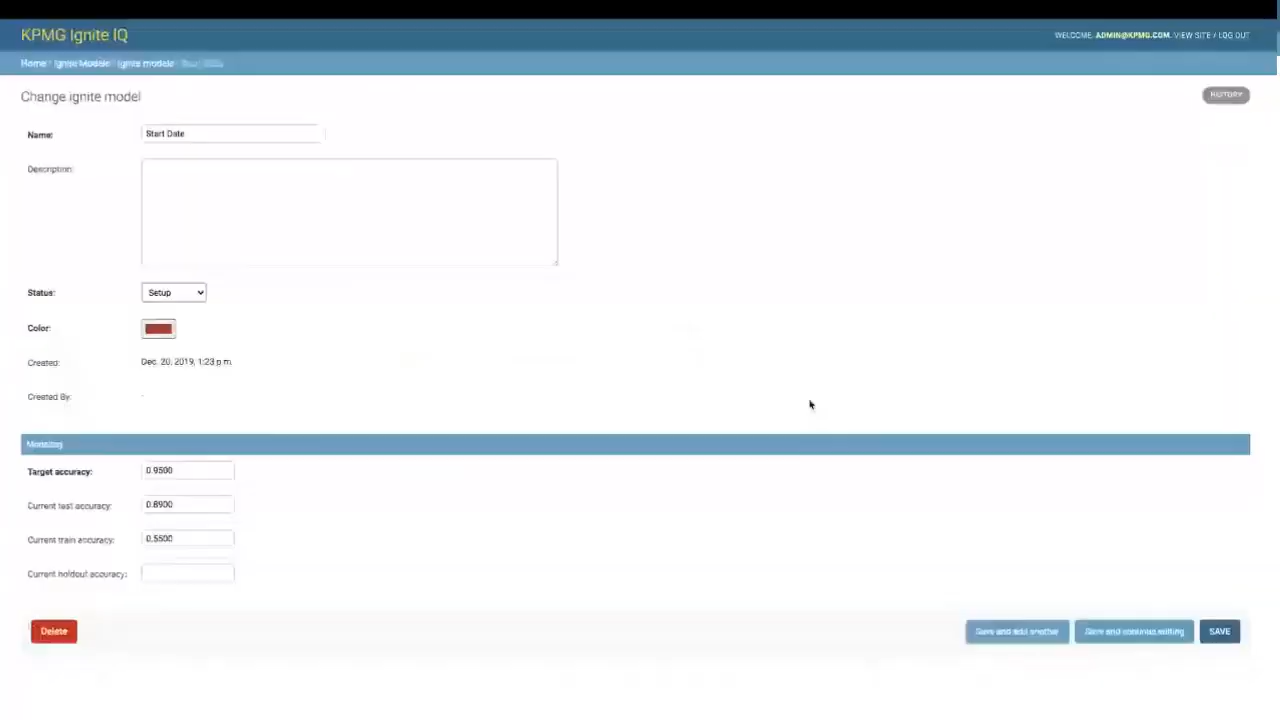 KPMG Ignite IQ
WELCOME, ADMIN@KPMG.COM. VIEW SITE / LOG OUT
Home › Ignite Models › Ignite models ›
Change ignite model
HISTORY
Name:
Start Date
Description:
Status:
Setup
Color:
Created:
Dec. 20, 2019, 1:23 p.m.
Created By:
-
Modeling
Target accuracy:
0.9500
Current test accuracy:
0.8900
Current train accuracy:
0.5500
Current holdout accuracy:
Delete
Save and add another
Save and continue editing
SAVE